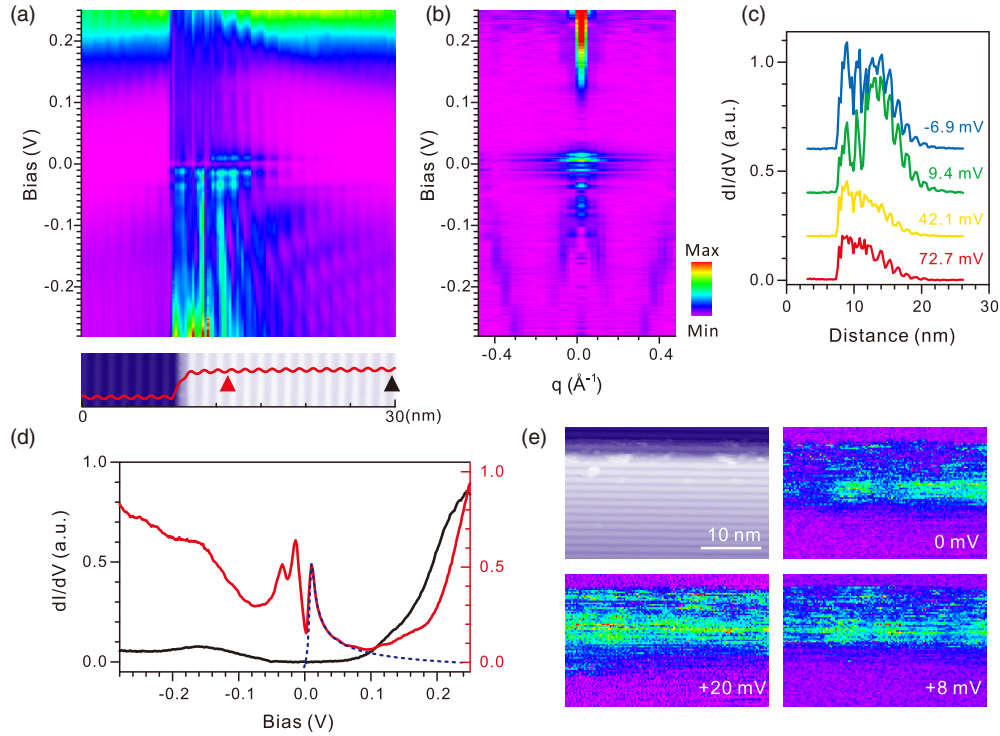 (a)
Bias (V)
0.2
0.1
0.0
-0.1
-0.2
0
30(nm)
(b)
Bias (V)
0.2
0.1
0.0
-0.1
-0.2
-0.4
0.0
0.4
q (Å⁻¹)
Max
Min
(c)
dI/dV (a.u.)
1.0
0.5
0.0
-6.9 mV
9.4 mV
42.1 mV
72.7 mV
0
10
20
30
Distance (nm)
(d)
dI/dV (a.u.)
1.0
0.5
0.0
1.0
0.5
0.0
-0.2
-0.1
0.0
0.1
0.2
Bias (V)
(e)
10 nm
0 mV
+20 mV
+8 mV